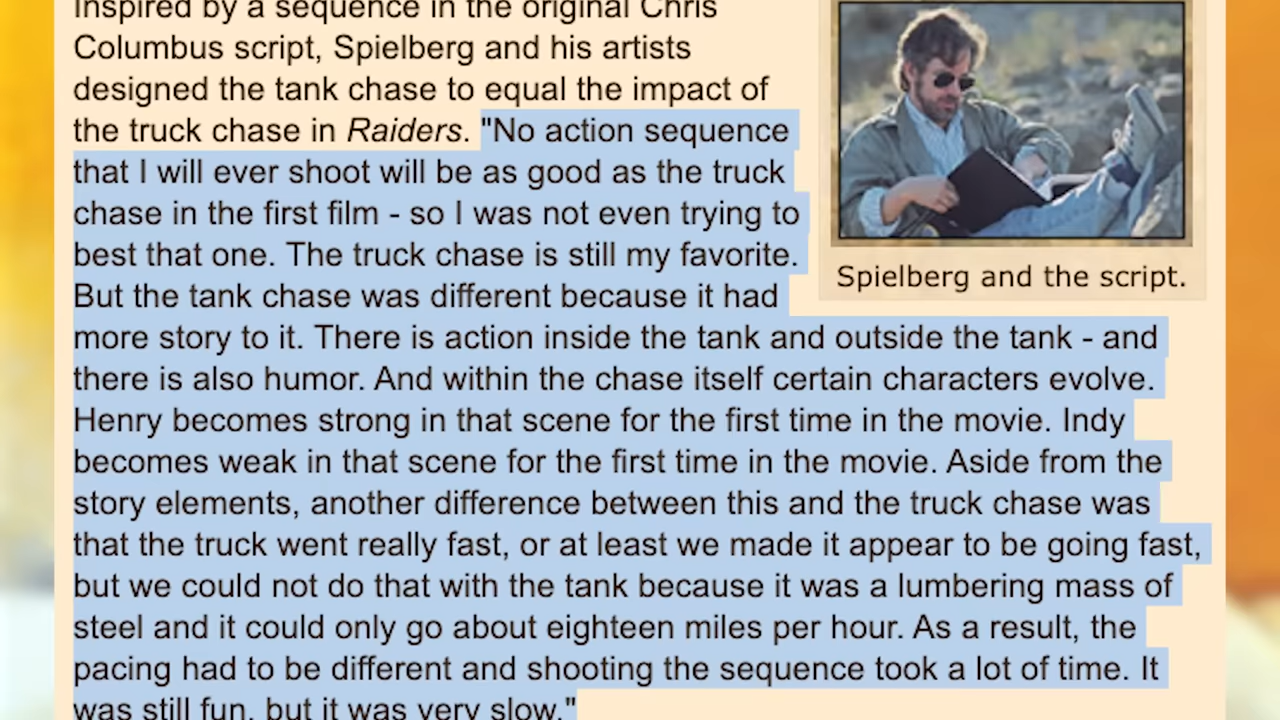 Inspired by a sequence in the original Chris
Columbus script, Spielberg and his artists
designed the tank chase to equal the impact of
the truck chase in Raiders. "No action sequence
that I will ever shoot will be as good as the truck
chase in the first film - so I was not even trying to
best that one. The truck chase is still my favorite.
But the tank chase was different because it had
more story to it. There is action inside the tank and outside the tank - and
there is also humor. And within the chase itself certain characters evolve.
Henry becomes strong in that scene for the first time in the movie. Indy
becomes weak in that scene for the first time in the movie. Aside from the
story elements, another difference between this and the truck chase was
that the truck went really fast, or at least we made it appear to be going fast,
but we could not do that with the tank because it was a lumbering mass of
steel and it could only go about eighteen miles per hour. As a result, the
pacing had to be different and shooting the sequence took a lot of time. It
was still fun, but it was very slow."
Spielberg and the script.